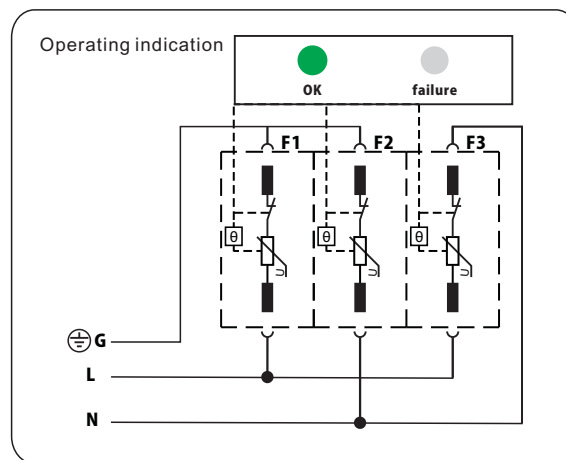 Operating indication
OK failure
F1 F2 F3
θ θ θ
U U U
G
L
N